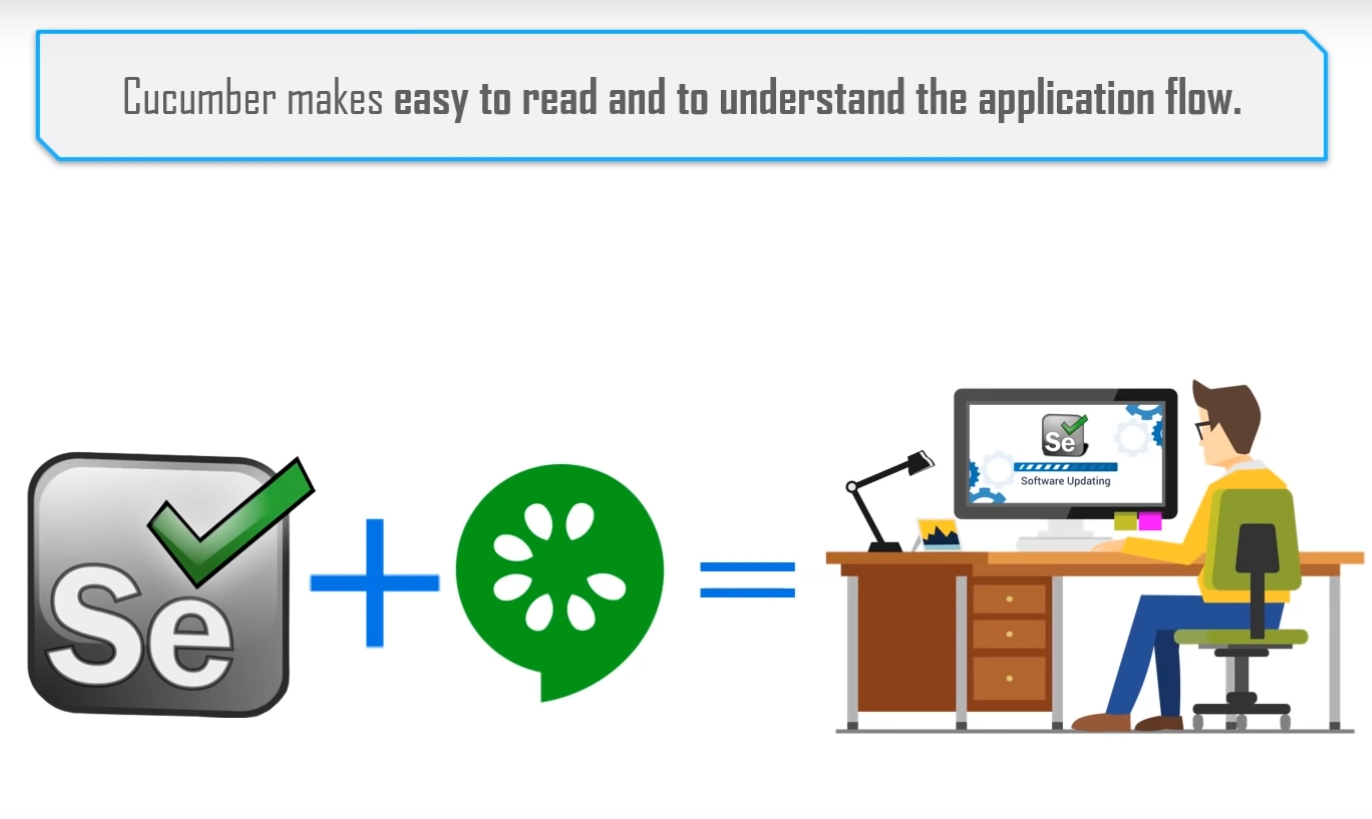 Cucumber makes easy to read and to understand the application flow.
Se
Se
Software Updating